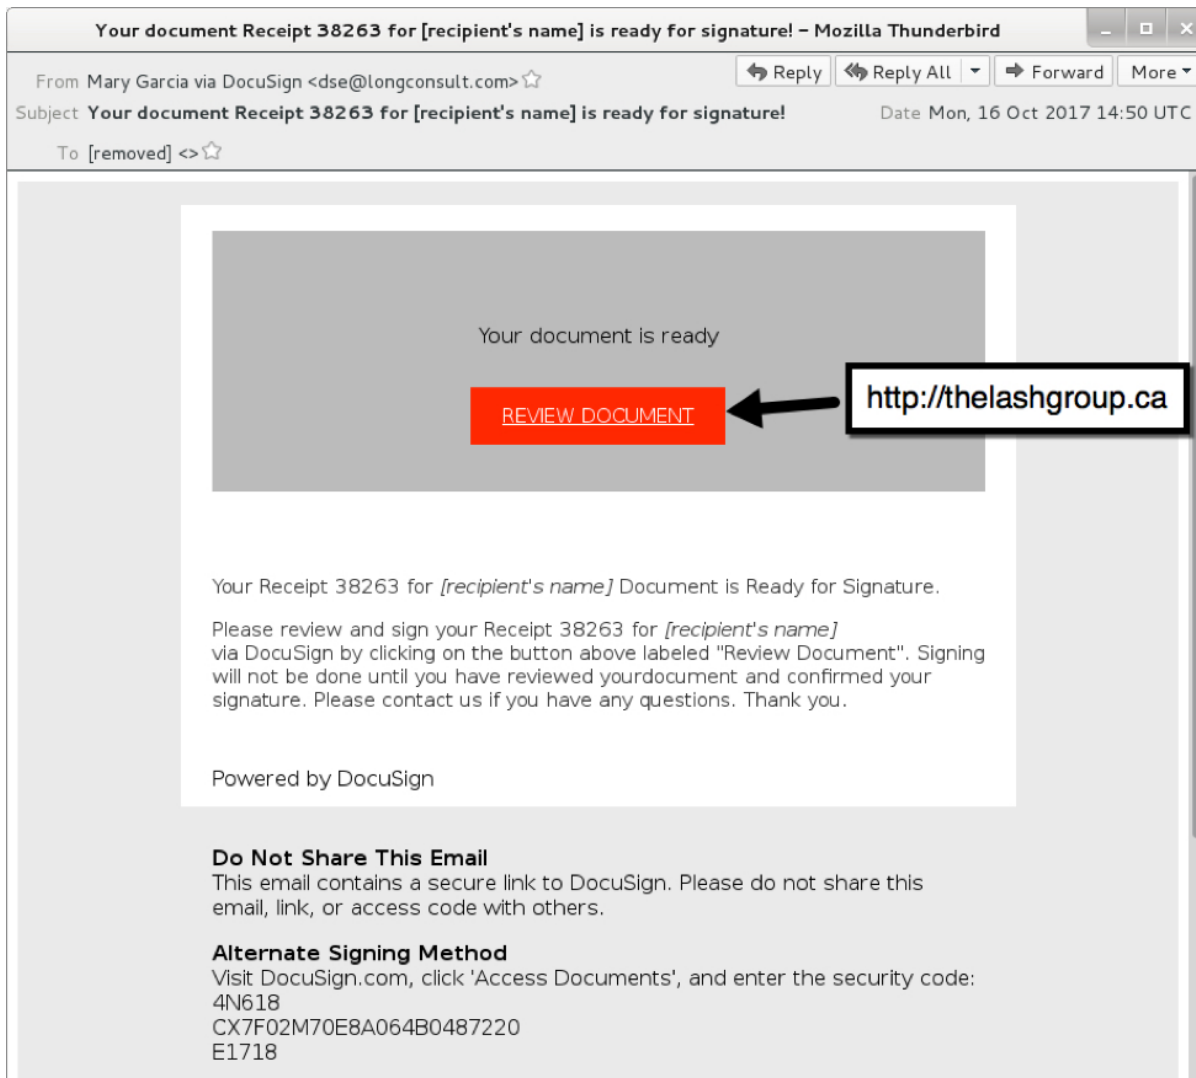 Your document Receipt 38263 for [recipient's name] is ready for signature! – Mozilla Thunderbird
From Mary Garcia via DocuSign <dse@longconsult.com>
Reply Reply All Forward More
Subject Your document Receipt 38263 for [recipient's name] is ready for signature! Date Mon, 16 Oct 2017 14:50 UTC
To [removed] <>
Your document is ready
REVIEW DOCUMENT
http://thelashgroup.ca
Your Receipt 38263 for [recipient's name] Document is Ready for Signature.
Please review and sign your Receipt 38263 for [recipient's name]
via DocuSign by clicking on the button above labeled "Review Document". Signing
will not be done until you have reviewed yourdocument and confirmed your
signature. Please contact us if you have any questions. Thank you.
Powered by DocuSign
Do Not Share This Email
This email contains a secure link to DocuSign. Please do not share this
email, link, or access code with others.
Alternate Signing Method
Visit DocuSign.com, click 'Access Documents', and enter the security code:
4N618
CX7F02M70E8A064B0487220
E1718